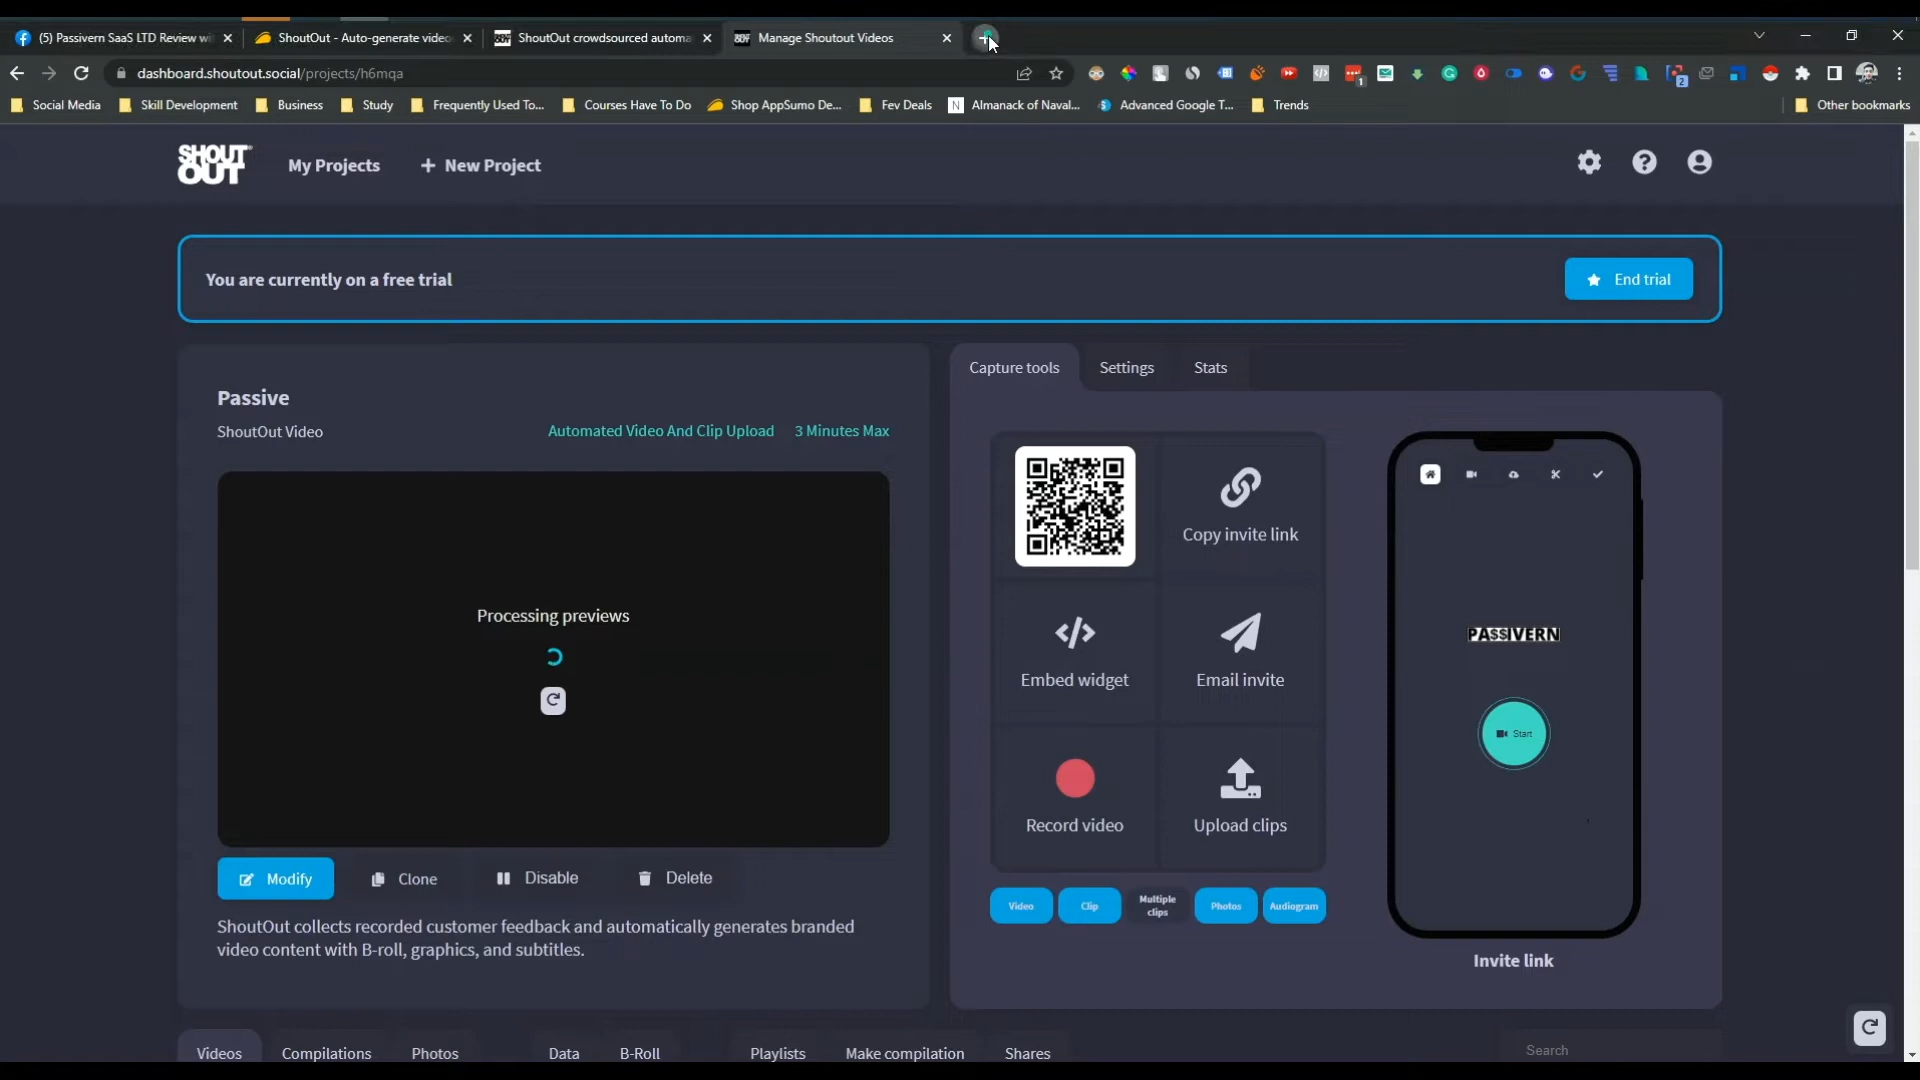 (5) Passivern SaaS LTD Review wi
ShoutOut - Auto-generate video
ShoutOut crowdsourced automa
Manage Shoutout Videos
dashboard.shoutout.social/projects/h6mqa
Social Media
Skill Development
Business
Study
Frequently Used To...
Courses Have To Do
Shop AppSumo De...
Fev Deals
Almanack of Naval...
Advanced Google T...
Trends
Other bookmarks
SHOUT OUT
My Projects
+ New Project
You are currently on a free trial
End trial
Passive
ShoutOut Video
Automated Video And Clip Upload
3 Minutes Max
Processing previews
Modify
Clone
Disable
Delete
ShoutOut collects recorded customer feedback and automatically generates branded
video content with B-roll, graphics, and subtitles.
Capture tools
Settings
Stats
Copy invite link
Embed widget
Email invite
Record video
Upload clips
Video
Clip
Multiple
clips
Photos
Audiogram
PASSIVERN
Start
Invite link
Videos
Compilations
Photos
Data
B-Roll
Playlists
Make compilation
Shares
Search